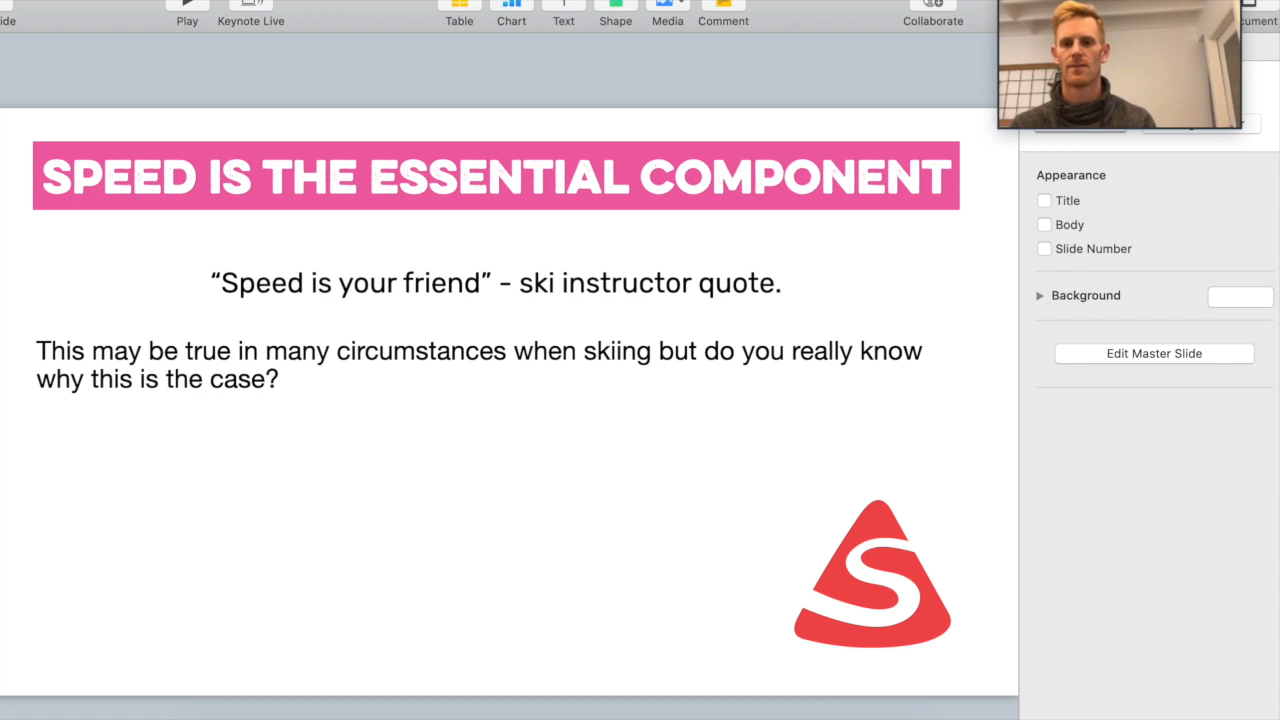 Play
Keynote Live
Table
Chart
Text
Shape
Media
Comment
Collaborate
SPEED IS THE ESSENTIAL COMPONENT
“Speed is your friend” - ski instructor quote.
This may be true in many circumstances when skiing but do you really know
why this is the case?
S
Appearance
Title
Body
Slide Number
Background
Edit Master Slide